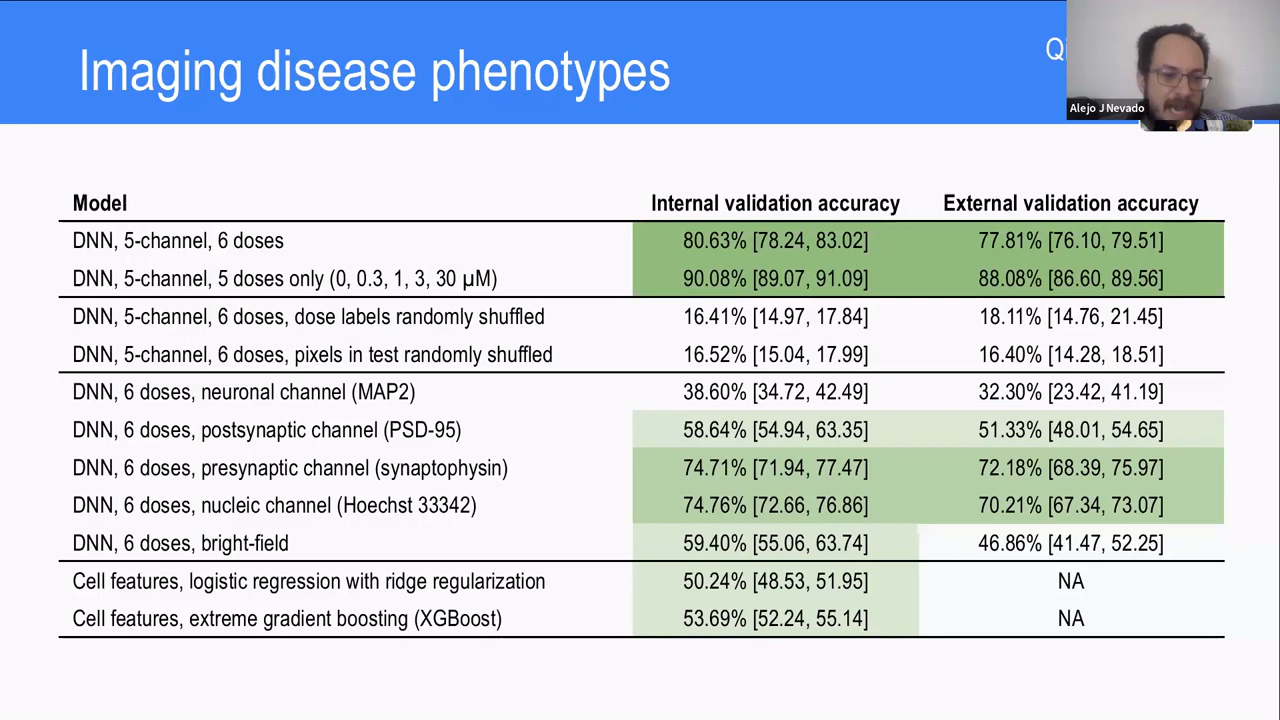 Imaging disease phenotypes
Alejo J Nevado
Model Internal validation accuracy External validation accuracy
DNN, 5-channel, 6 doses 80.63% [78.24, 83.02] 77.81% [76.10, 79.51]
DNN, 5-channel, 5 doses only (0, 0.3, 1, 3, 30 µM) 90.08% [89.07, 91.09] 88.08% [86.60, 89.56]
DNN, 5-channel, 6 doses, dose labels randomly shuffled 16.41% [14.97, 17.84] 18.11% [14.76, 21.45]
DNN, 5-channel, 6 doses, pixels in test randomly shuffled 16.52% [15.04, 17.99] 16.40% [14.28, 18.51]
DNN, 6 doses, neuronal channel (MAP2) 38.60% [34.72, 42.49] 32.30% [23.42, 41.19]
DNN, 6 doses, postsynaptic channel (PSD-95) 58.64% [54.94, 63.35] 51.33% [48.01, 54.65]
DNN, 6 doses, presynaptic channel (synaptophysin) 74.71% [71.94, 77.47] 72.18% [68.39, 75.97]
DNN, 6 doses, nucleic channel (Hoechst 33342) 74.76% [72.66, 76.86] 70.21% [67.34, 73.07]
DNN, 6 doses, bright-field 59.40% [55.06, 63.74] 46.86% [41.47, 52.25]
Cell features, logistic regression with ridge regularization 50.24% [48.53, 51.95] NA
Cell features, extreme gradient boosting (XGBoost) 53.69% [52.24, 55.14] NA